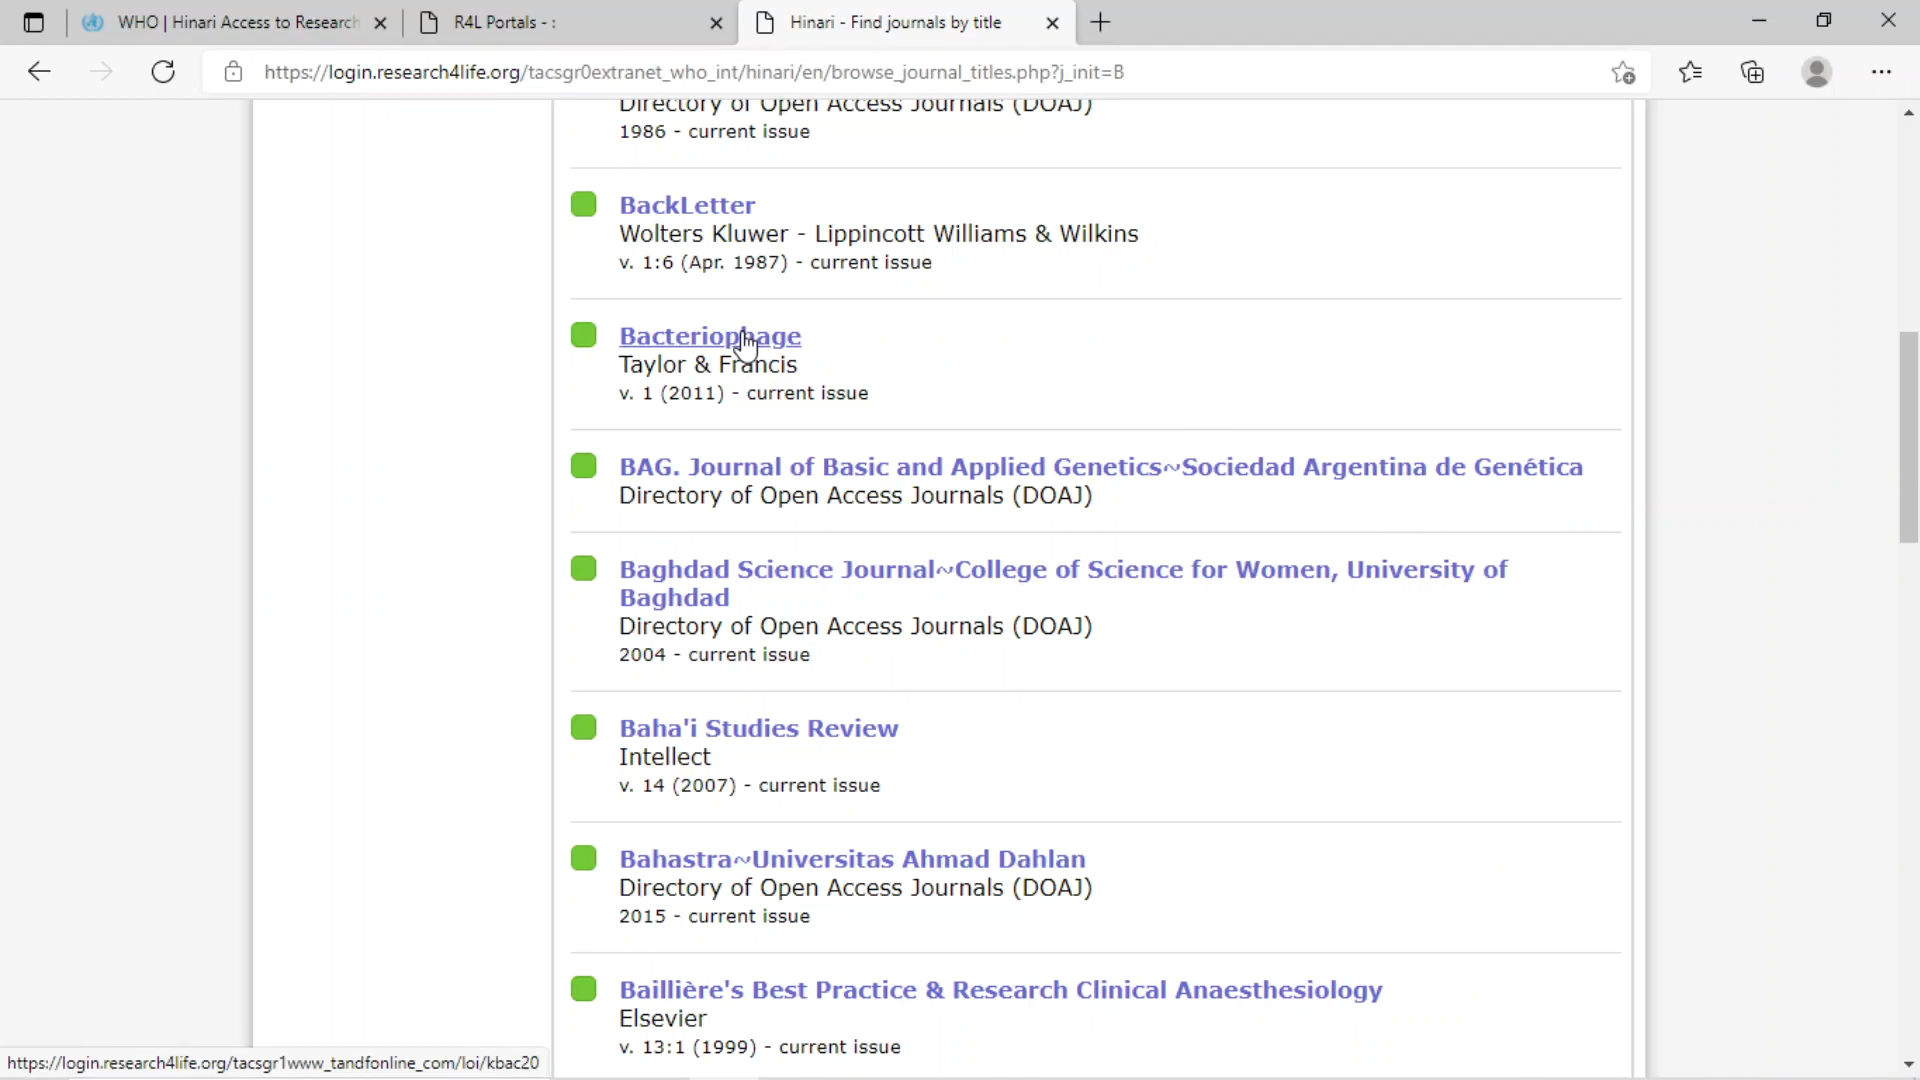 WHO | Hinari Access to Research
R4L Portals - :
Hinari - Find journals by title
https://login.research4life.org/tacsgr0extranet_who_int/hinari/en/browse_journal_titles.php?j_init=B
Directory of Open Access Journals (DOAJ)
1986 - current issue
BackLetter
Wolters Kluwer - Lippincott Williams & Wilkins
v. 1:6 (Apr. 1987) - current issue
Bacteriophage
Taylor & Francis
v. 1 (2011) - current issue
BAG. Journal of Basic and Applied Genetics~Sociedad Argentina de Genética
Directory of Open Access Journals (DOAJ)
Baghdad Science Journal~College of Science for Women, University of
Baghdad
Directory of Open Access Journals (DOAJ)
2004 - current issue
Baha'i Studies Review
Intellect
v. 14 (2007) - current issue
Bahastra~Universitas Ahmad Dahlan
Directory of Open Access Journals (DOAJ)
2015 - current issue
Baillière's Best Practice & Research Clinical Anaesthesiology
Elsevier
v. 13:1 (1999) - current issue
https://login.research4life.org/tacsgr1www_tandfonline_com/loi/kbac20